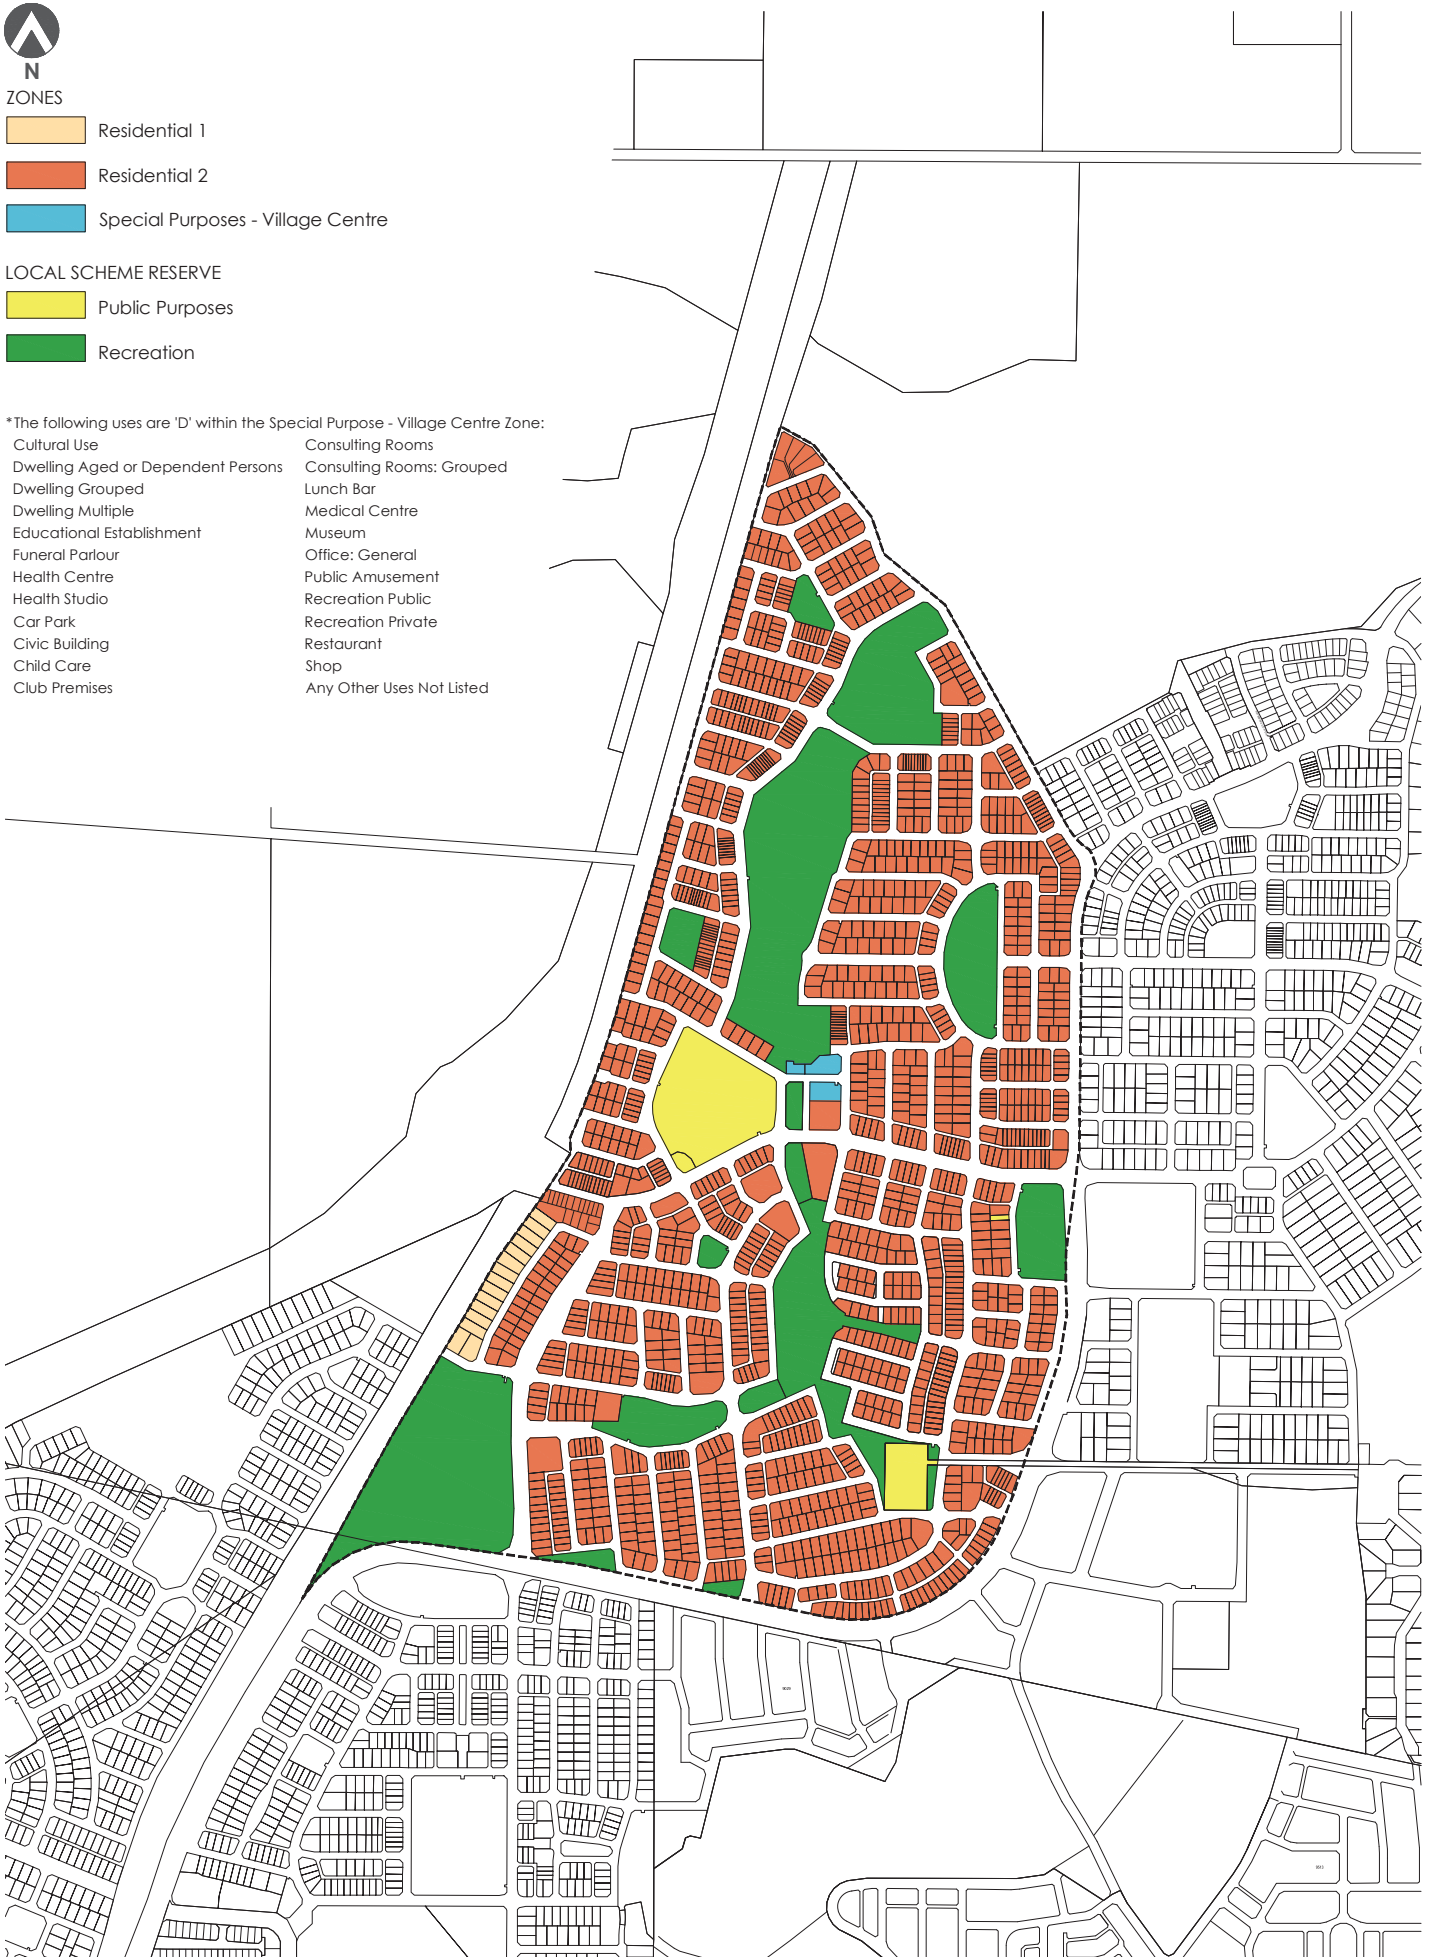 N
ZONES
Residential 1
Residential 2
Special Purposes - Village Centre
LOCAL SCHEME RESERVE
Public Purposes
Recreation
*The following uses are 'D' within the Special Purpose - Village Centre Zone:
Cultural Use
Dwelling Aged or Dependent Persons
Dwelling Grouped
Dwelling Multiple
Educational Establishment
Funeral Parlour
Health Centre
Health Studio
Car Park
Civic Building
Child Care
Club Premises
Consulting Rooms
Consulting Rooms: Grouped
Lunch Bar
Medical Centre
Museum
Office: General
Public Amusement
Recreation Public
Recreation Private
Restaurant
Shop
Any Other Uses Not Listed